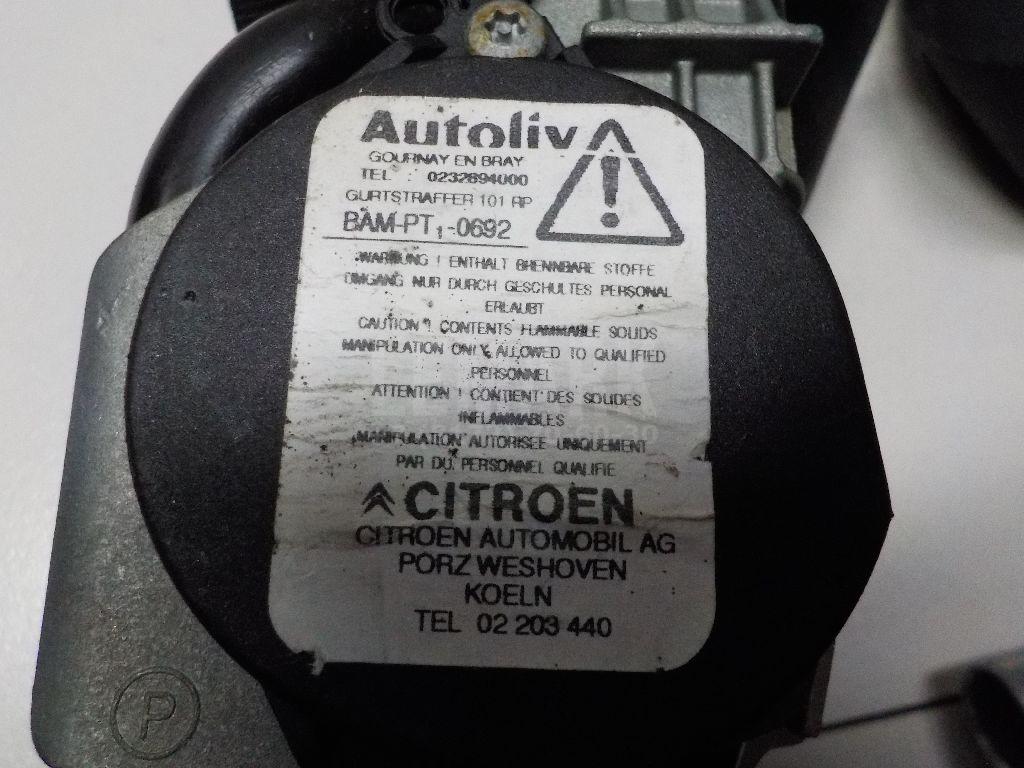 Autoliv
GOURNAY EN BRAY
TEL : 0232894000
GURTSTRAFFER 101 RP
BAM-PT₁-0692
WARNUNG ! ENTHALT BRENNBARE STOFFE
UMGANG NUR DURCH GESCHULTES PERSONAL
ERLAUBT
CAUTION ! CONTENTS FLAMMABLE SOLIDS
MANIPULATION ONLY ALLOWED TO QUALIFIED
PERSONNEL
ATTENTION ! CONTIENT DES SOLIDES
INFLAMMABLES
MANIPULATION AUTORISEE UNIQUEMENT
PAR DU PERSONNEL QUALIFIE
CITROEN
CITROEN AUTOMOBIL AG
PORZ WESHOVEN
KOELN
TEL 02 203 440
P